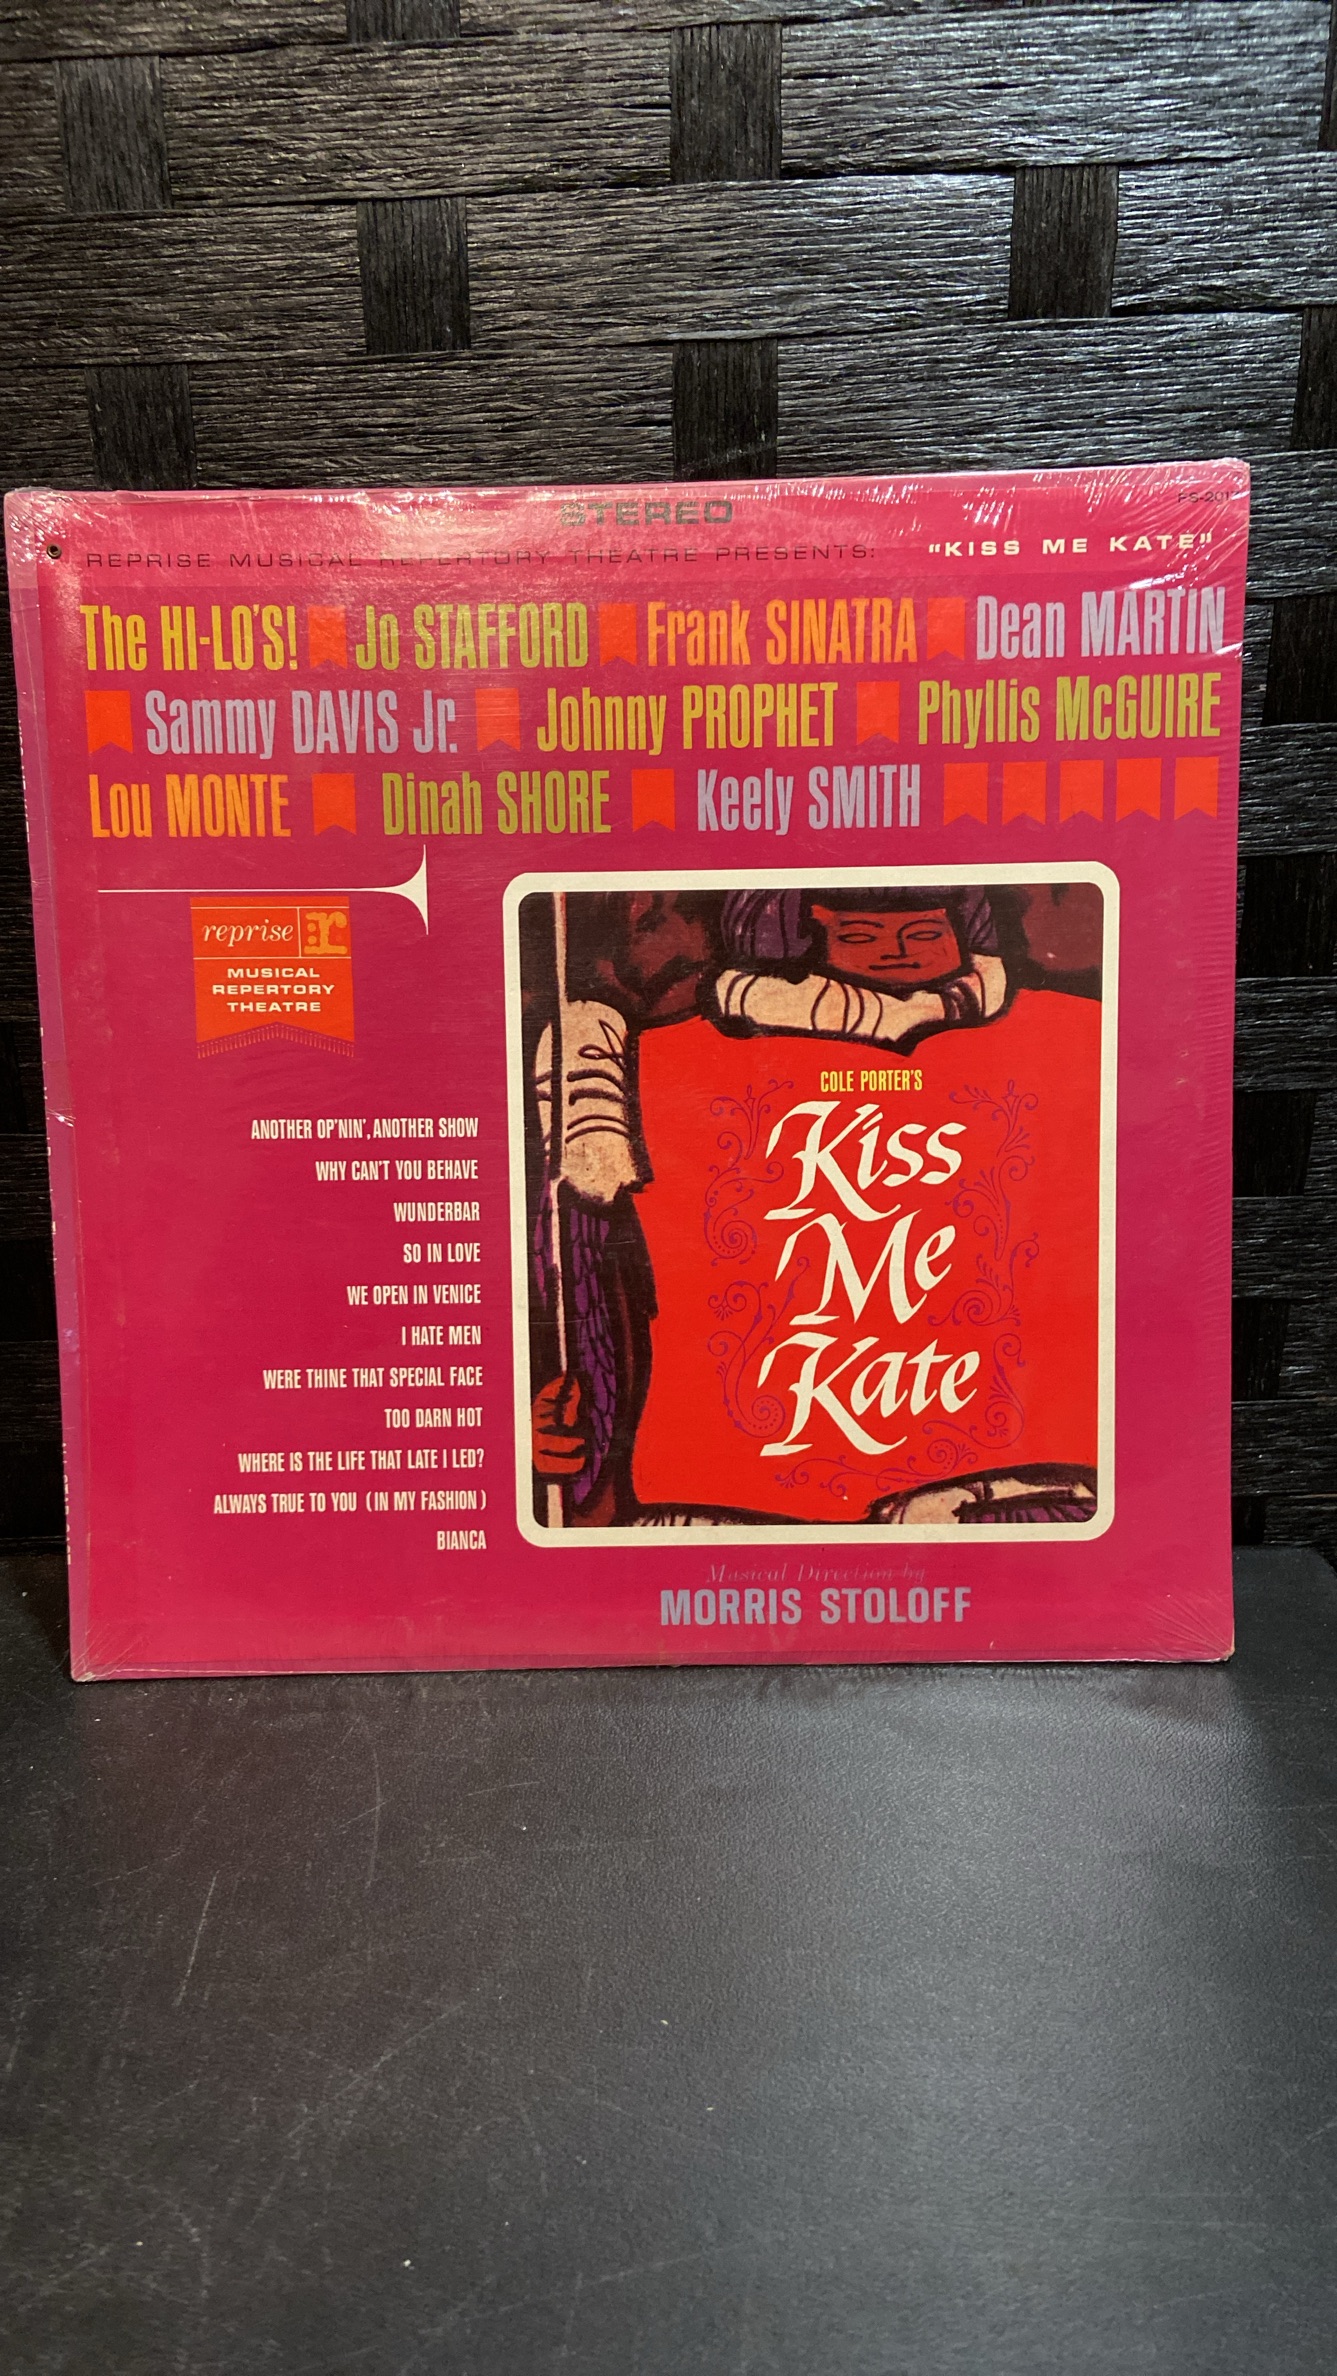 STEREO
REPRISE MUSICAL REPERTORY THEATRE PRESENTS: "KISS ME KATE"
The HI-LO'S! Jo STAFFORD Frank SINATRA Dean MARTIN
Sammy DAVIS Jr. Johnny PROPHET Phyllis McGUIRE
Lou MONTE Dinah SHORE Keely SMITH
reprise r
MUSICAL
REPERTORY
THEATRE
ANOTHER OP'NIN', ANOTHER SHOW
WHY CAN'T YOU BEHAVE
WUNDERBAR
SO IN LOVE
WE OPEN IN VENICE
I HATE MEN
WERE THINE THAT SPECIAL FACE
TOO DARN HOT
WHERE IS THE LIFE THAT LATE I LED?
ALWAYS TRUE TO YOU (IN MY FASHION)
BIANCA
COLE PORTER'S
Kiss
Me
Kate
Musical Direction by
MORRIS STOLOFF